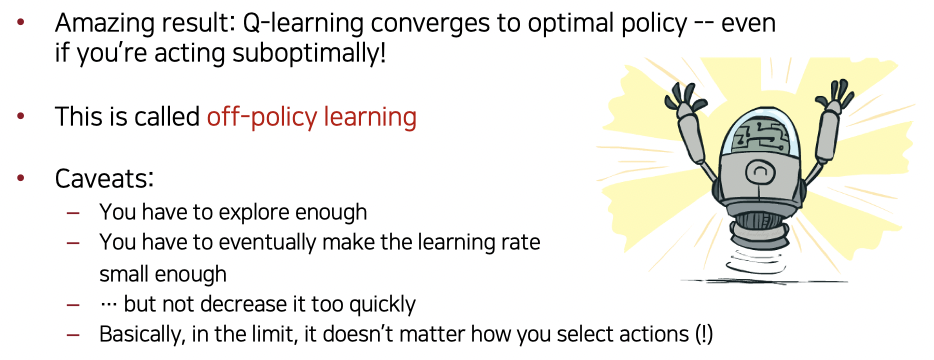 • Amazing result: Q-learning converges to optimal policy -- even
if you're acting suboptimally!
• This is called off-policy learning
• Caveats:
– You have to explore enough
– You have to eventually make the learning rate
small enough
– … but not decrease it too quickly
– Basically, in the limit, it doesn't matter how you select actions (!)